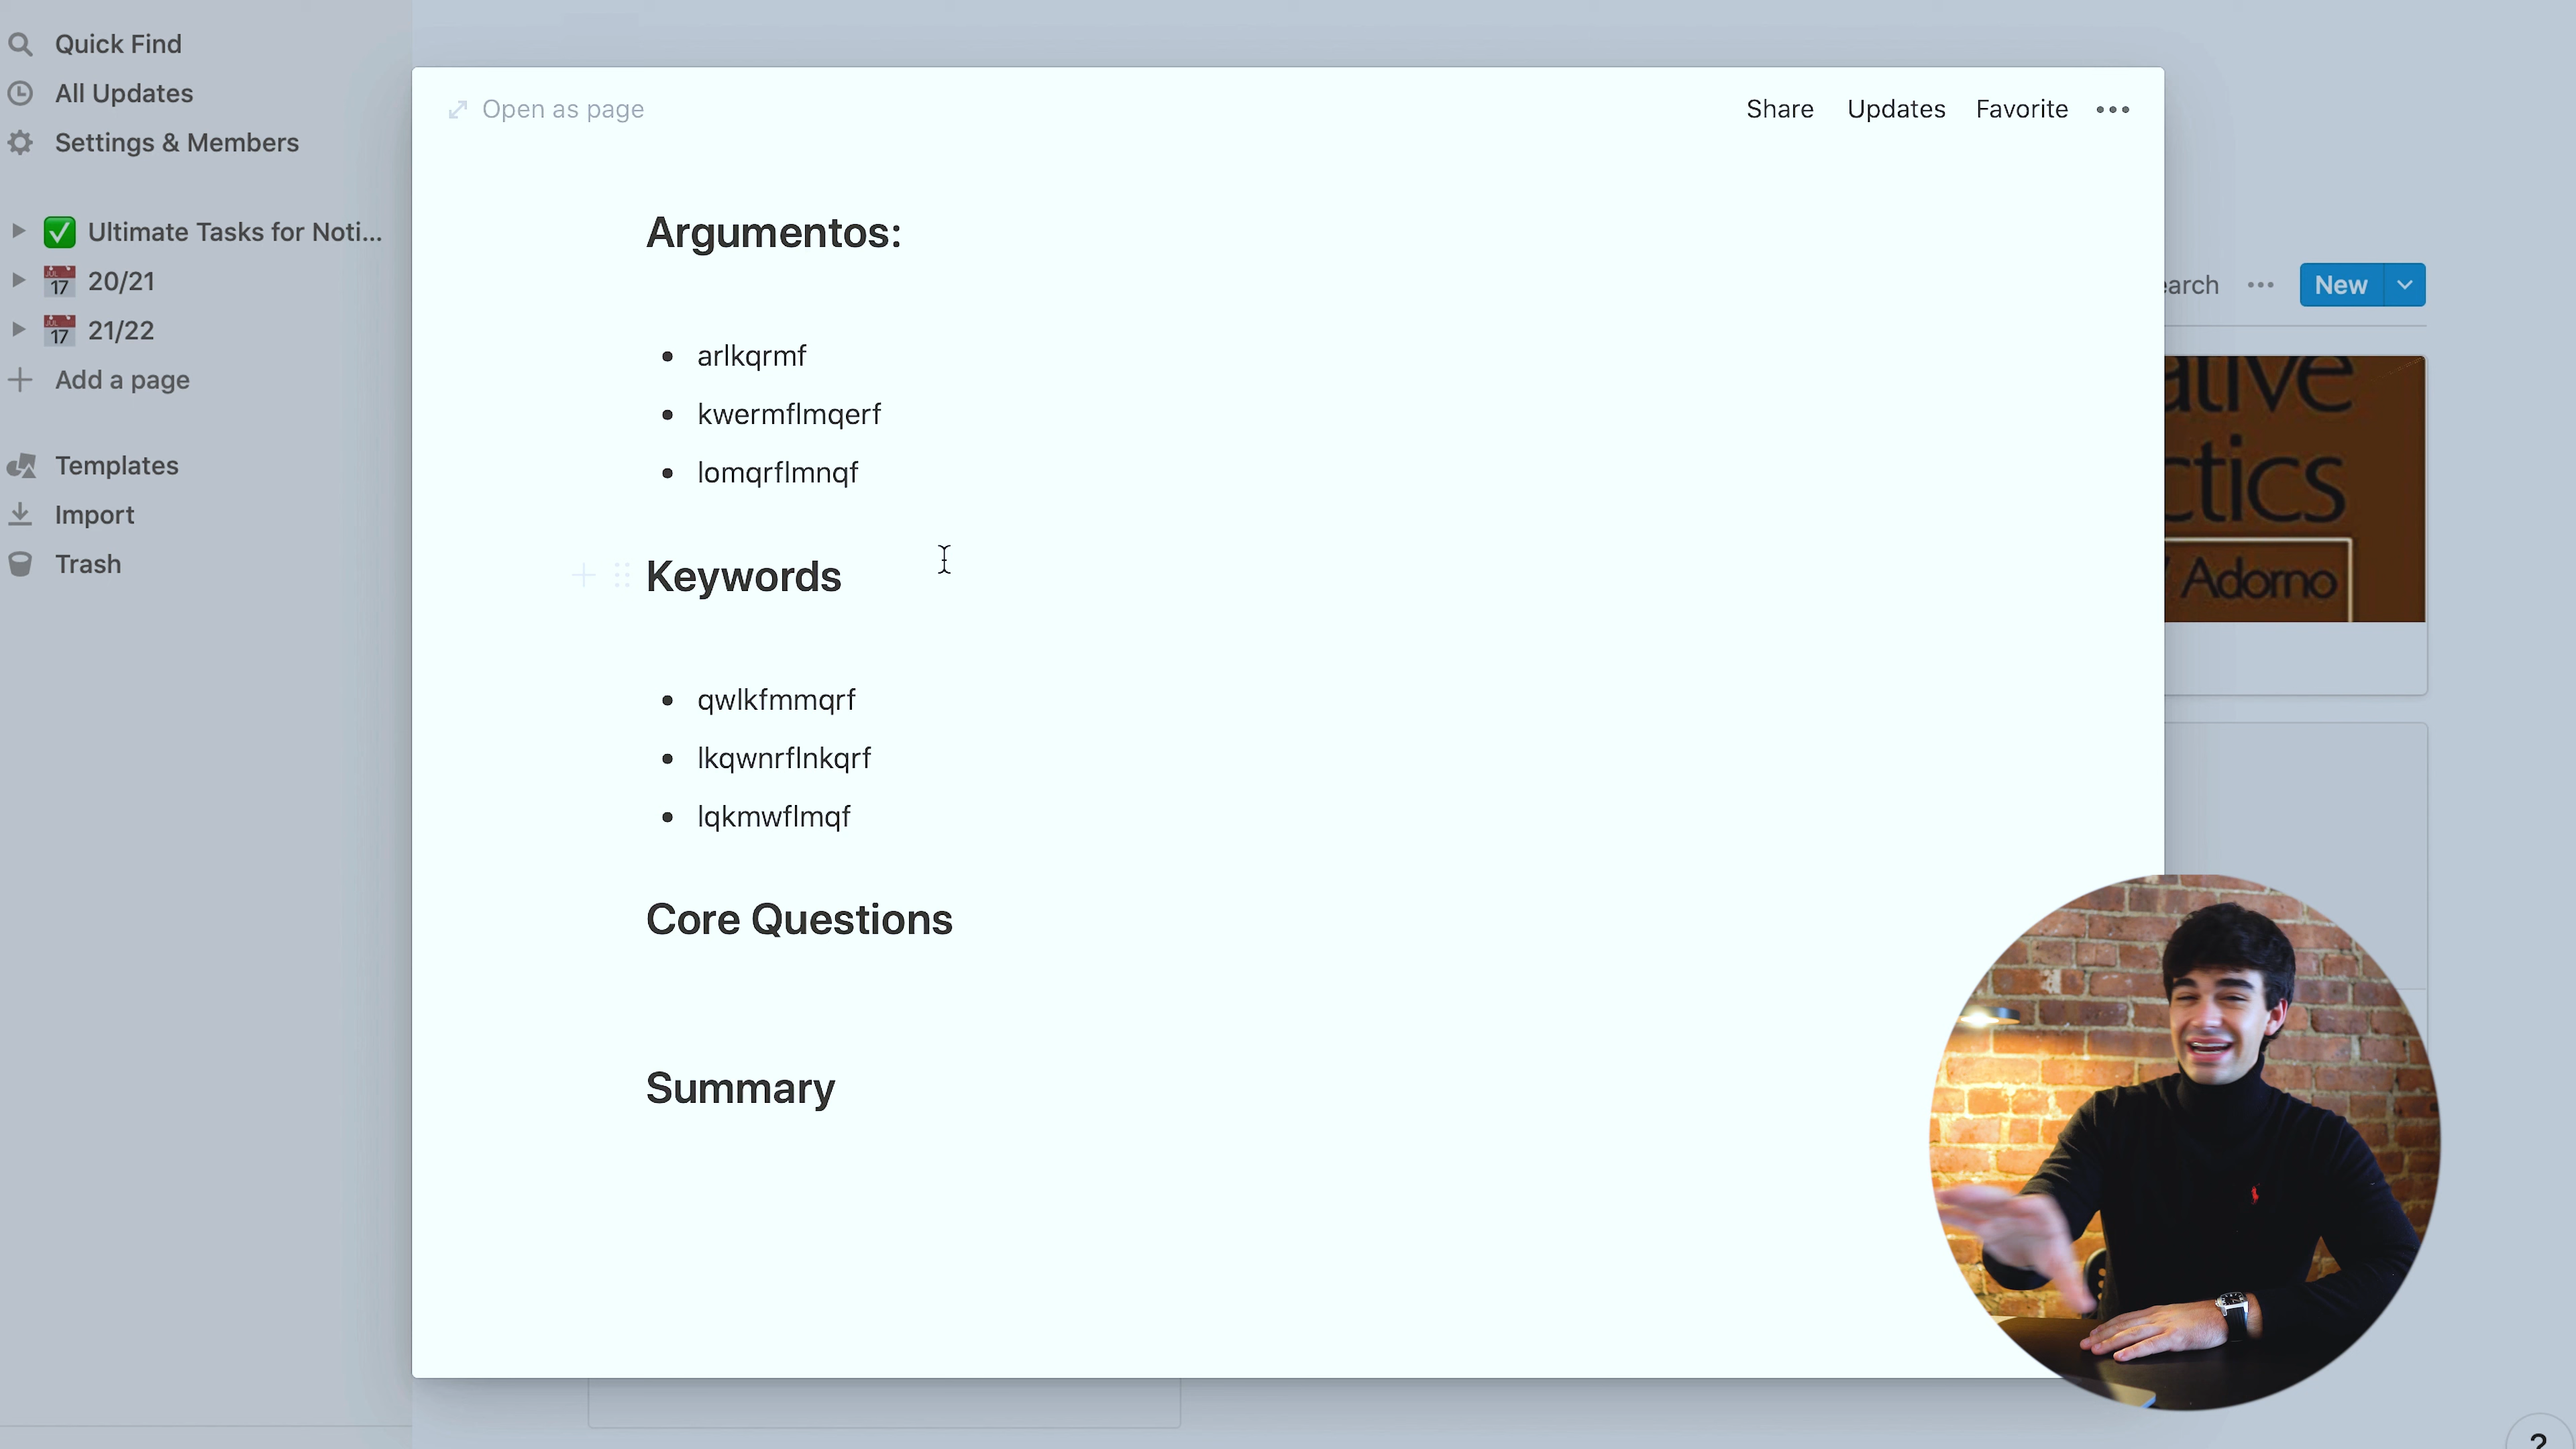 Quick Find
All Updates
Settings & Members
Ultimate Tasks for Noti...
20/21
21/22
Add a page
Templates
Import
Trash
Open as page
Share Updates Favorite
Argumentos:
arlkqrmf
kwermflmqerf
lomqrflmnqf
Keywords
qwlkfmmqrf
lkqwnrflnkqrf
lqkmwflmqf
Core Questions
Summary
earch
New
ative
ctics
Adorno
?